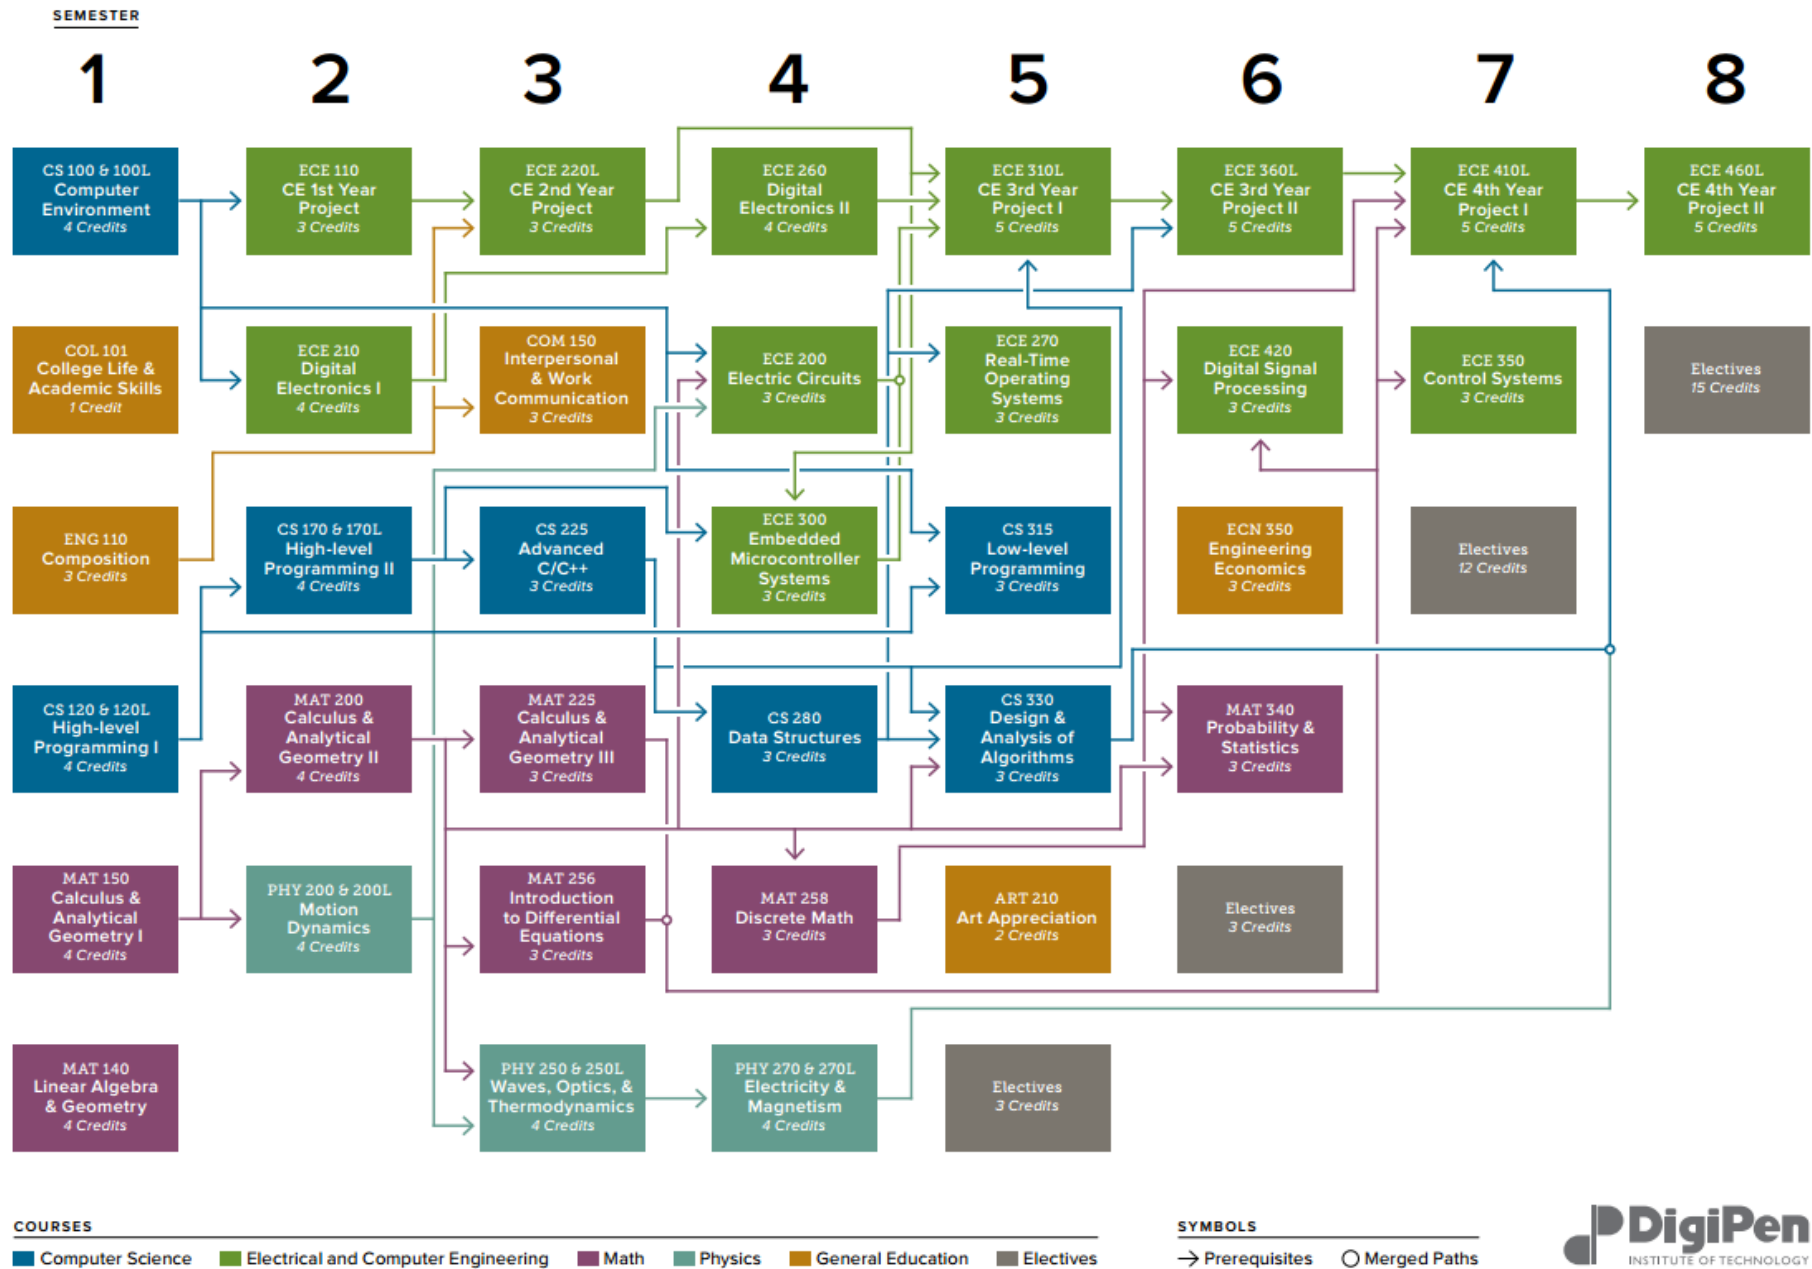 SEMESTER
1 2 3 4 5 6 7 8
CS 100 & 100L
Computer
Environment
4 Credits
ECE 110
CE 1st Year
Project
3 Credits
ECE 220L
CE 2nd Year
Project
3 Credits
ECE 260
Digital
Electronics II
4 Credits
ECE 310L
CE 3rd Year
Project I
5 Credits
ECE 360L
CE 3rd Year
Project II
5 Credits
ECE 410L
CE 4th Year
Project I
5 Credits
ECE 460L
CE 4th Year
Project II
5 Credits
COL 101
College Life &
Academic Skills
1 Credit
ECE 210
Digital
Electronics I
4 Credits
COM 150
Interpersonal
& Work
Communication
3 Credits
ECE 200
Electric Circuits
3 Credits
ECE 270
Real-Time
Operating
Systems
3 Credits
ECE 420
Digital Signal
Processing
3 Credits
ECE 350
Control Systems
3 Credits
Electives
15 Credits
ENG 110
Composition
3 Credits
CS 170 & 170L
High-level
Programming II
4 Credits
CS 225
Advanced
C/C++
3 Credits
ECE 300
Embedded
Microcontroller
Systems
3 Credits
CS 315
Low-level
Programming
3 Credits
ECN 350
Engineering
Economics
3 Credits
Electives
12 Credits
CS 120 & 120L
High-level
Programming I
4 Credits
MAT 200
Calculus &
Analytical
Geometry II
4 Credits
MAT 225
Calculus &
Analytical
Geometry III
3 Credits
CS 280
Data Structures
3 Credits
CS 330
Design &
Analysis of
Algorithms
3 Credits
MAT 340
Probability &
Statistics
3 Credits
MAT 150
Calculus &
Analytical
Geometry I
4 Credits
PHY 200 & 200L
Motion
Dynamics
4 Credits
MAT 256
Introduction
to Differential
Equations
3 Credits
MAT 258
Discrete Math
3 Credits
ART 210
Art Appreciation
2 Credits
Electives
3 Credits
MAT 140
Linear Algebra
& Geometry
4 Credits
PHY 250 & 250L
Waves, Optics, &
Thermodynamics
4 Credits
PHY 270 & 270L
Electricity &
Magnetism
4 Credits
Electives
3 Credits
COURSES
Computer Science Electrical and Computer Engineering Math Physics General Education Electives
SYMBOLS
Prerequisites Merged Paths
DigiPen
INSTITUTE OF TECHNOLOGY